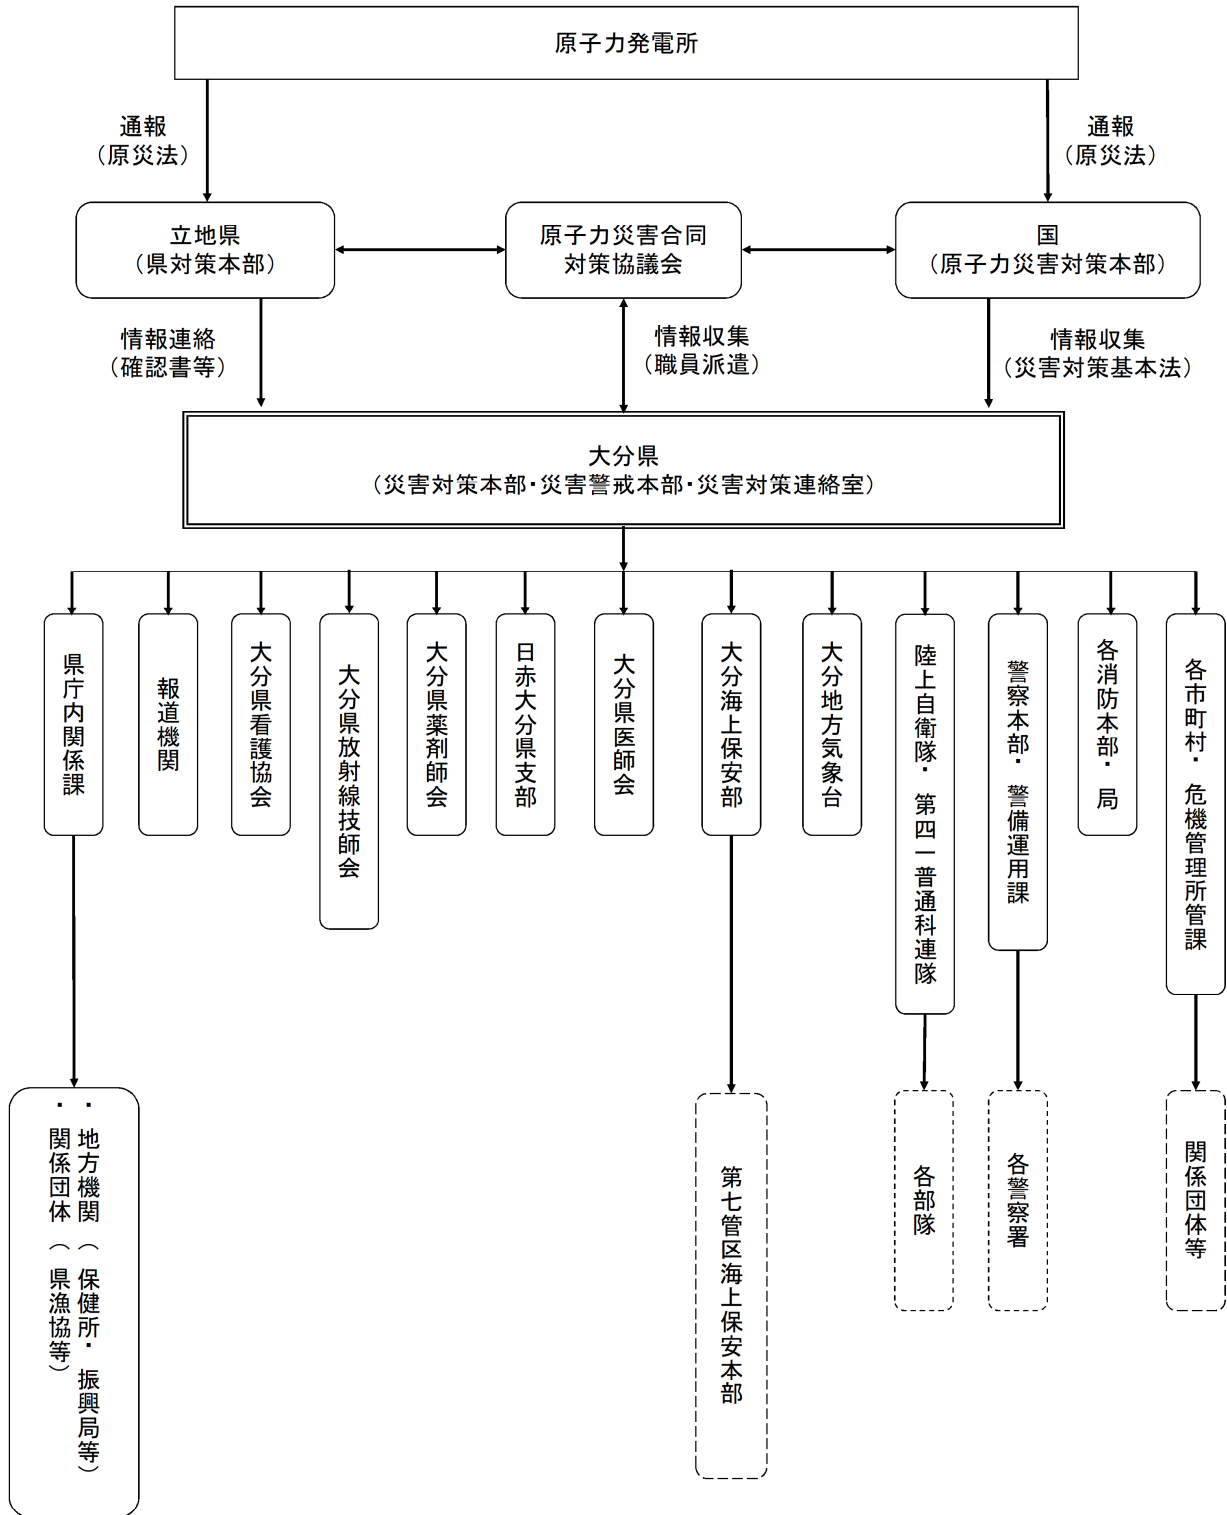 原子力発電所
通報
（原災法）
通報
（原災法）
立地県
（県対策本部）
原子力災害合同
対策協議会
国
（原子力災害対策本部）
情報連絡
（確認書等）
情報収集
（職員派遣）
情報収集
（災害対策基本法）
大分県
（災害対策本部・災害警戒本部・災害対策連絡室）
県庁内関係課
報道機関
大分県看護協会
大分県放射線技師会
大分県薬剤師会
日赤大分県支部
大分県医師会
大分海上保安部
大分地方気象台
陸上自衛隊・第四一普通科連隊
警察本部・警備運用課
各消防本部・局
各市町村・危機管理所管課
・地方機関（保健所・振興局等）
・関係団体（県漁協等）
第七管区海上保安本部
各部隊
各警察署
関係団体等